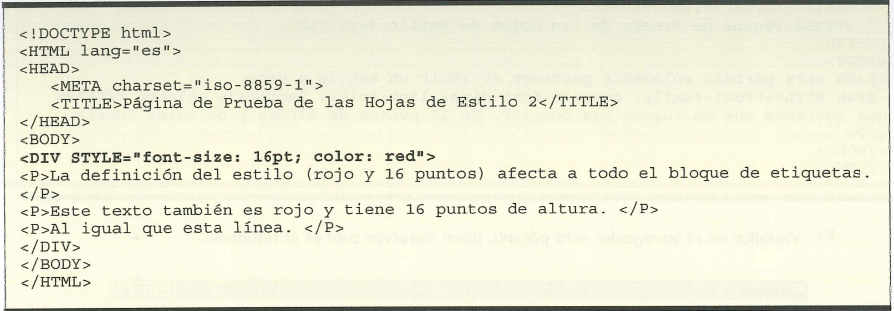 <!DOCTYPE html>
<HTML lang="es">
<HEAD>
<META charset="iso-8859-1">
<TITLE>Página de Prueba de las Hojas de Estilo 2</TITLE>
</HEAD>
<BODY>
<DIV STYLE="font-size: 16pt; color: red">
<P>La definición del estilo (rojo y 16 puntos) afecta a todo el bloque de etiquetas.
</P>
<P>Este texto también es rojo y tiene 16 puntos de altura. </P>
<P>Al igual que esta línea. </P>
</DIV>
</BODY>
</HTML>